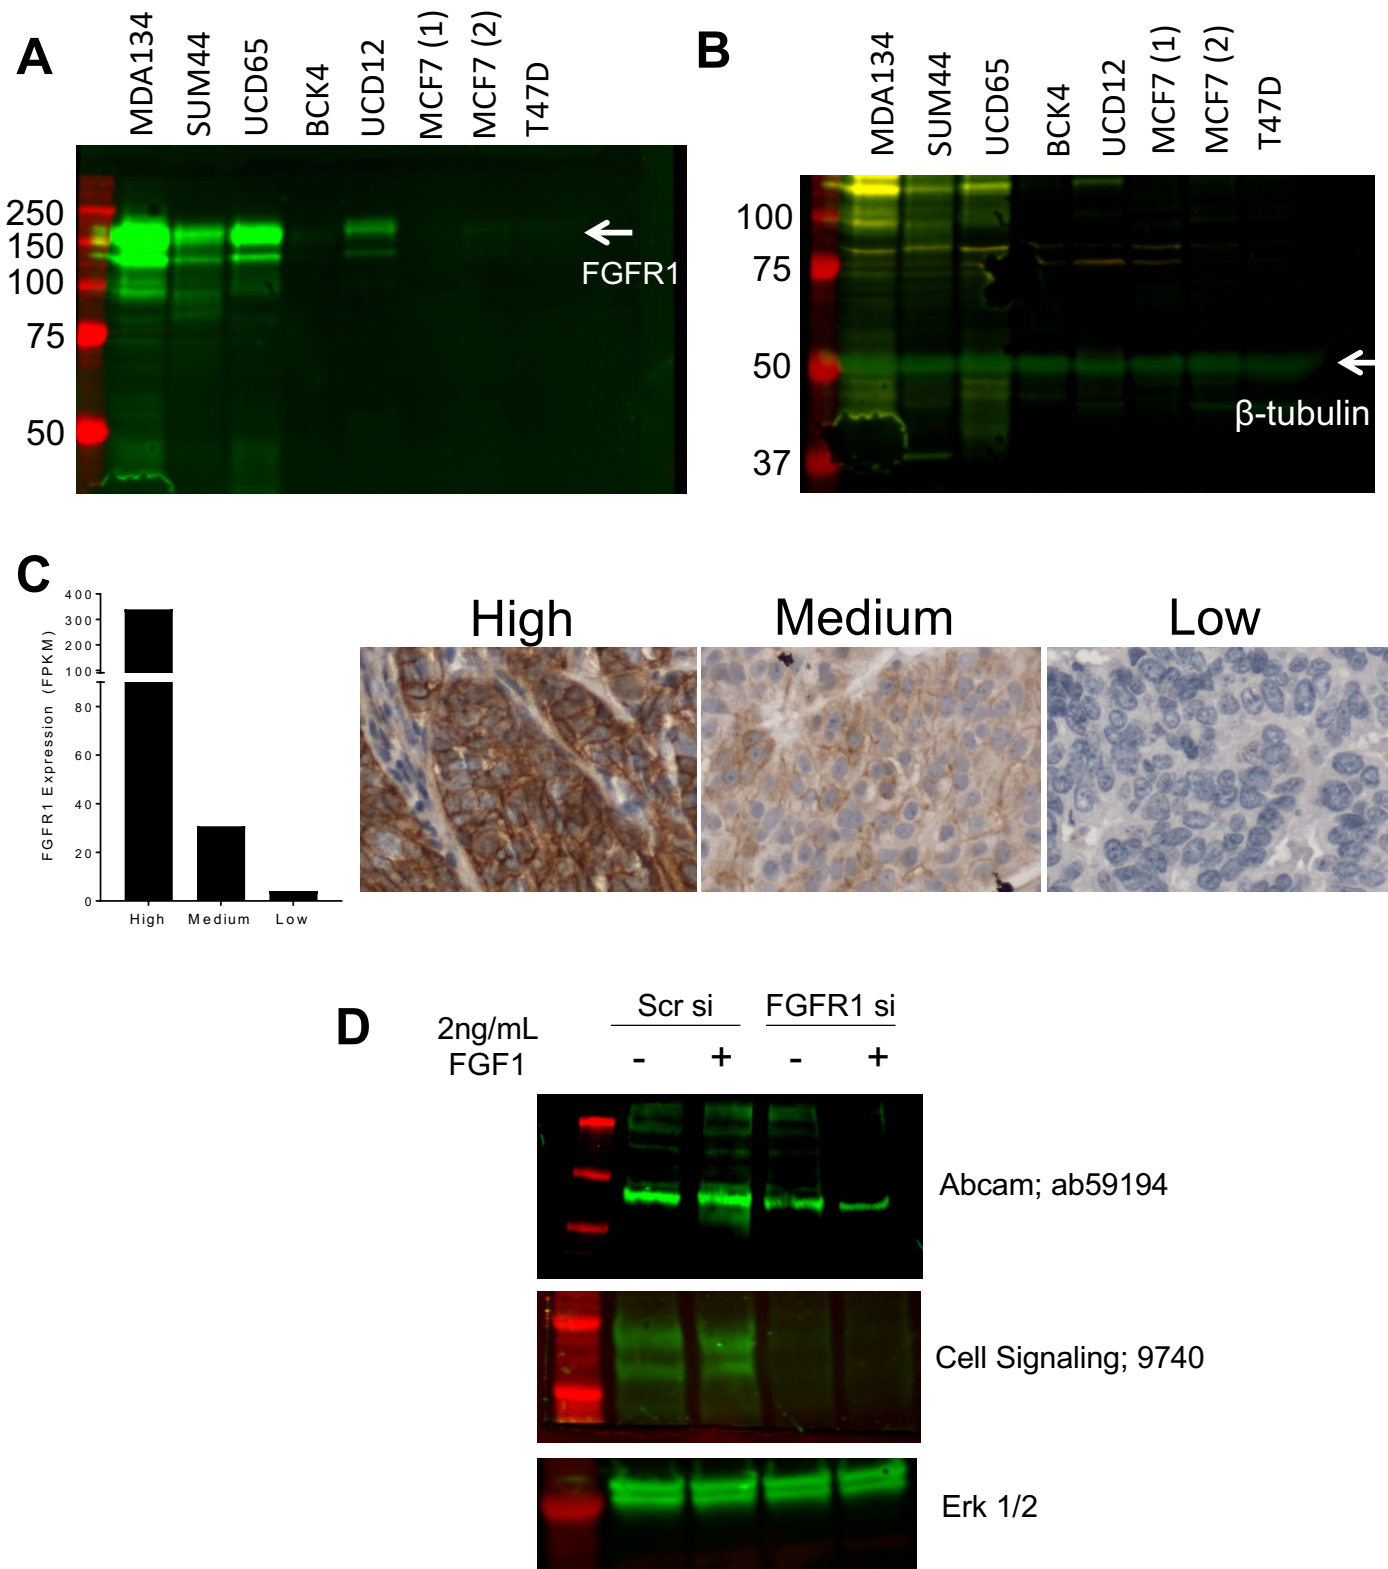 A
MDA134
SUM44
UCD65
BCK4
UCD12
MCF7 (1)
MCF7 (2)
T47D
250
150
100
75
50
FGFR1
B
MDA134
SUM44
UCD65
BCK4
UCD12
MCF7 (1)
MCF7 (2)
T47D
100
75
50
37
β-tubulin
C
FGFR1 Expression (FPKM)
400
300
200
100
80
60
40
20
0
High
Medium
Low
High
Medium
Low
D
2ng/mL
FGF1
Scr si
FGFR1 si
- + - +
Abcam; ab59194
Cell Signaling; 9740
Erk 1/2